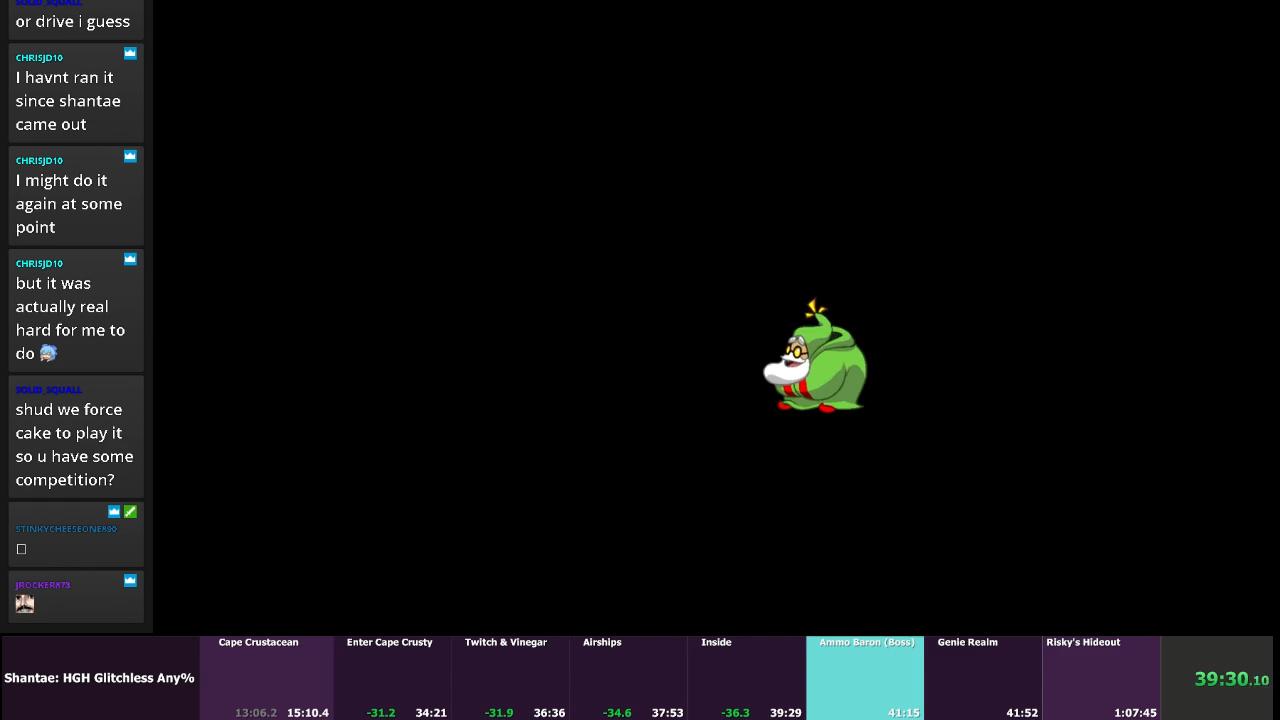 SOLID_SQUALL
or drive i guess
CHRISJD10
I havnt ran it
since shantae
came out
CHRISJD10
I might do it
again at some
point
CHRISJD10
but it was
actually real
hard for me to
do
SOLID_SQUALL
shud we force
cake to play it
so u have some
competition?
STINKYCHEESEONE890
JROCKER873
Shantae: HGH Glitchless Any%
Cape Crustacean
13:06.2 15:10.4
Enter Cape Crusty
-31.2 34:21
Twitch & Vinegar
-31.9 36:36
Airships
-34.6 37:53
Inside
-36.3 39:29
Ammo Baron (Boss)
41:15
Genie Realm
41:52
Risky's Hideout
1:07:45
39:30.10